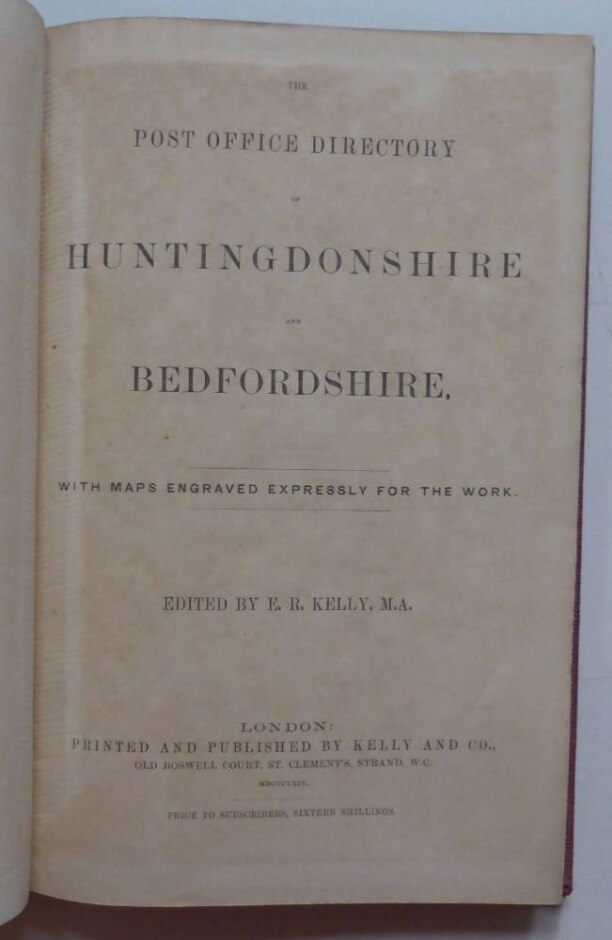 THE
POST OFFICE DIRECTORY
OF
HUNTINGDONSHIRE
AND
BEDFORDSHIRE,
WITH MAPS ENGRAVED EXPRESSLY FOR THE WORK.
EDITED BY E. R. KELLY, M.A.
LONDON:
PRINTED AND PUBLISHED BY KELLY AND CO.,
OLD BOSWELL COURT, ST. CLEMENT'S, STRAND, W.C.
MDCCCLXIV.
PRICE TO SUBSCRIBERS, SIXTEEN SHILLINGS.